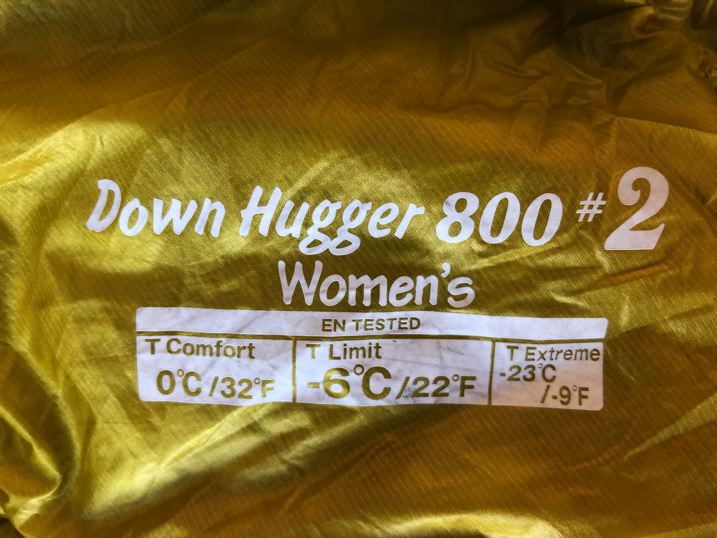 Down Hugger 800 #2
Women's
EN TESTED
T Comfort T Limit T Extreme
0°C/32°F -6°C/22°F -23°C
/-9°F